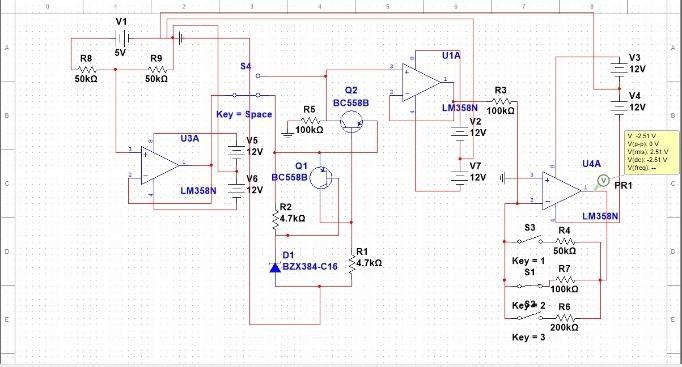 0 1 2 3 4 5 6 7 8
A
B
C
D
E
A
B
C
D
E
V1
5V
R8
50kΩ
R9
50kΩ
S4
Key = Space
U3A
LM358N
V5
12V
V6
12V
R5
100kΩ
Q2
BC558B
Q1
BC558B
R2
4.7kΩ
D1
BZX384-C16
R1
4.7kΩ
U1A
LM358N
V2
12V
V7
12V
R3
100kΩ
V3
12V
V4
12V
V: -2.51 V
V(p-p): 0 V
V(rms): 2.51 V
V(dc): -2.51 V
V(freq): --
V
PR1
U4A
LM358N
S3
Key = 1
R4
50kΩ
S1
Key = 2
R7
100kΩ
S2
Key = 3
R6
200kΩ